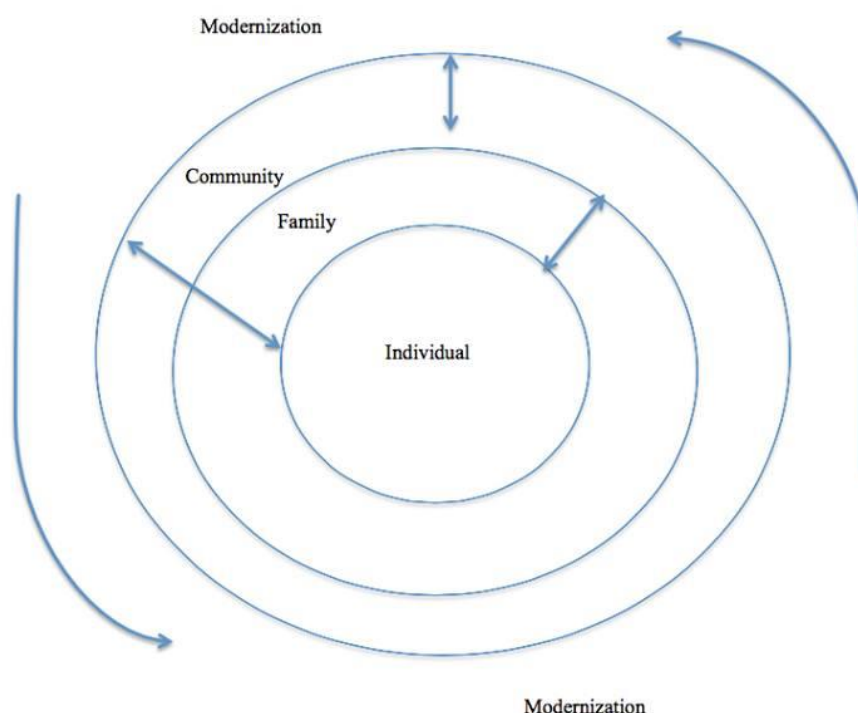 Modernization
Community
Family
Individual
Modernization